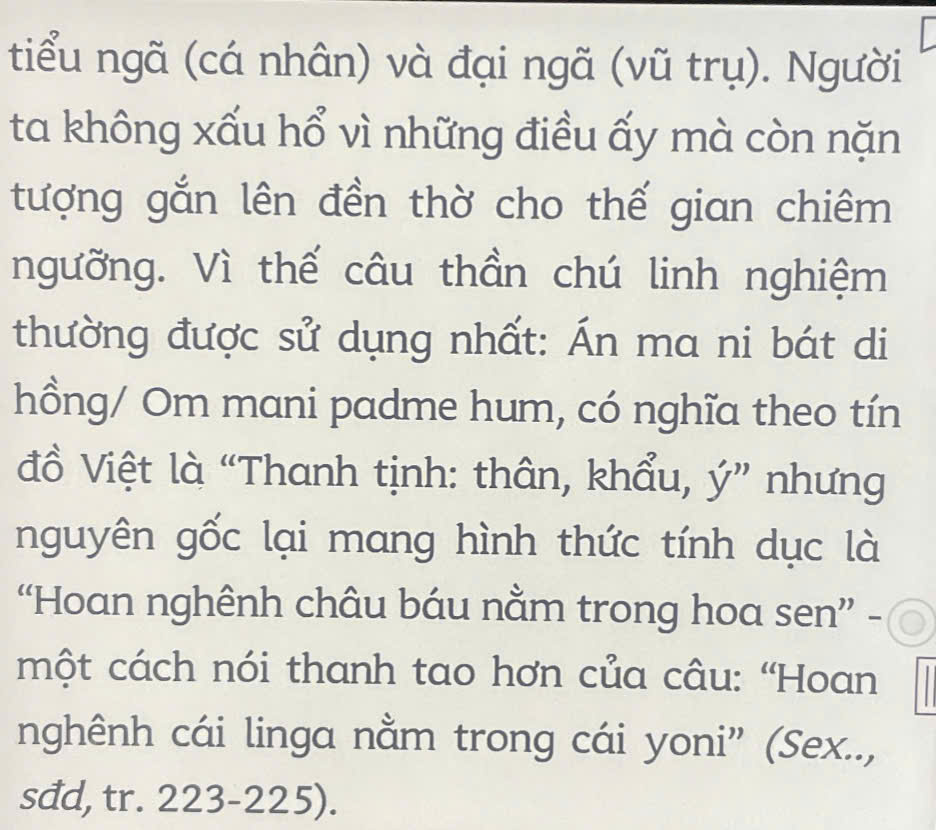 tiểu ngã (cá nhân) và đại ngã (vũ trụ). Người
ta không xấu hổ vì những điều ấy mà còn nặn
tượng gắn lên đền thờ cho thế gian chiêm
ngưỡng. Vì thế câu thần chú linh nghiệm
thường được sử dụng nhất: Án ma ni bát di
hồng/ Om mani padme hum, có nghĩa theo tín
đồ Việt là “Thanh tịnh: thân, khẩu, ý” nhưng
nguyên gốc lại mang hình thức tính dục là
“Hoan nghênh châu báu nằm trong hoa sen” -
một cách nói thanh tao hơn của câu: “Hoan
nghênh cái linga nằm trong cái yoni” (Sex..,
sđd, tr. 223-225).